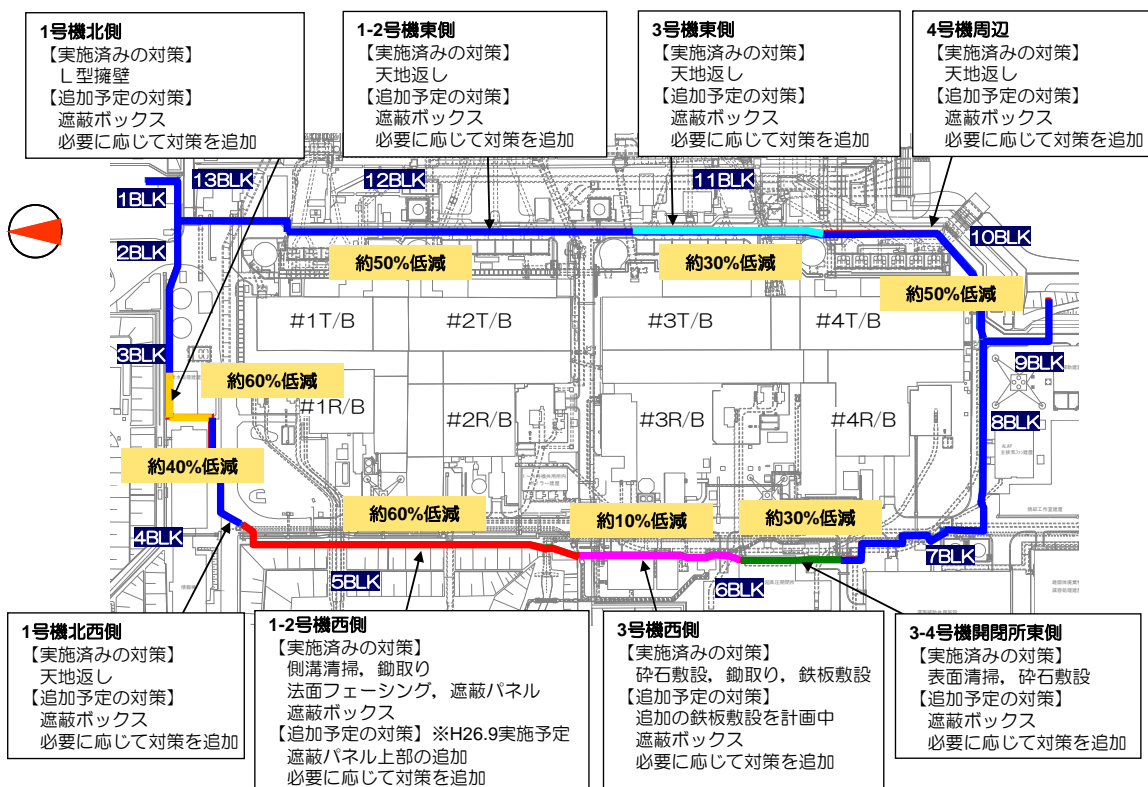 1号機北側
【実施済みの対策】
Ｌ型擁壁
【追加予定の対策】
遮蔽ボックス
必要に応じて対策を追加
1-2号機東側
【実施済みの対策】
天地返し
【追加予定の対策】
遮蔽ボックス
必要に応じて対策を追加
3号機東側
【実施済みの対策】
天地返し
【追加予定の対策】
遮蔽ボックス
必要に応じて対策を追加
4号機周辺
【実施済みの対策】
天地返し
【追加予定の対策】
遮蔽ボックス
必要に応じて対策を追加
1BLK
13BLK
12BLK
11BLK
10BLK
2BLK
約50%低減
約30%低減
約50%低減
#1T/B
#2T/B
#3T/B
#4T/B
3BLK
9BLK
約60%低減
#1R/B
#2R/B
#3R/B
#4R/B
8BLK
約40%低減
約60%低減
約10%低減
約30%低減
4BLK
5BLK
6BLK
7BLK
1号機北西側
【実施済みの対策】
天地返し
【追加予定の対策】
遮蔽ボックス
必要に応じて対策を追加
1-2号機西側
【実施済みの対策】
側溝清掃，鋤取り
法面フェーシング，遮蔽パネル
遮蔽ボックス
【追加予定の対策】※H26.9実施予定
遮蔽パネル上部の追加
必要に応じて対策を追加
3号機西側
【実施済みの対策】
砕石敷設，鋤取り，鉄板敷設
【追加予定の対策】
追加の鉄板敷設を計画中
遮蔽ボックス
必要に応じて対策を追加
3-4号機開閉所東側
【実施済みの対策】
表面清掃，砕石敷設
【追加予定の対策】
遮蔽ボックス
必要に応じて対策を追加